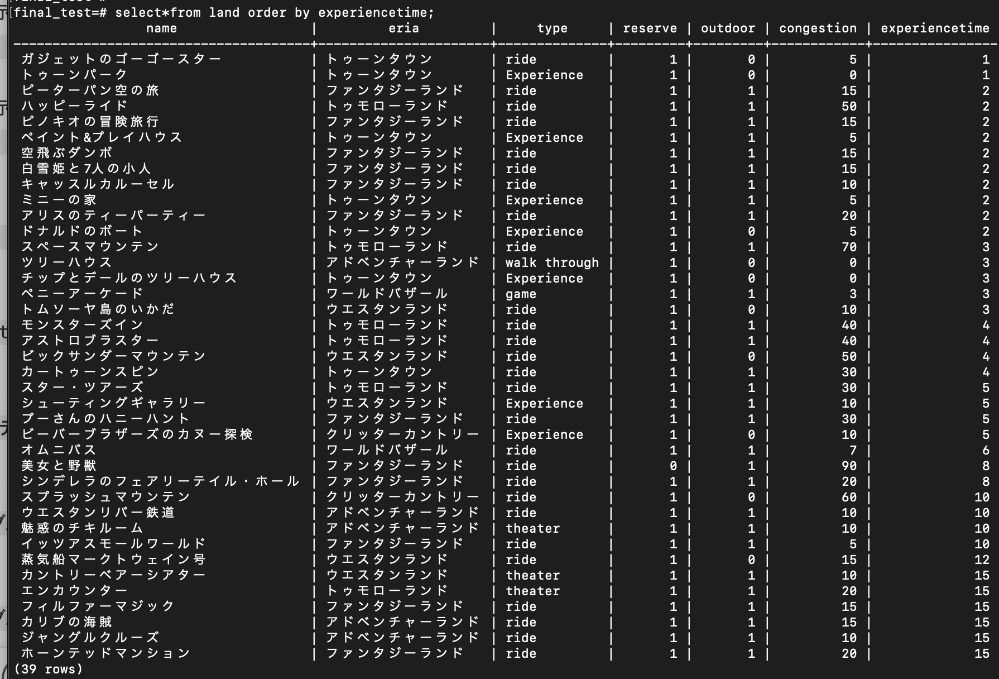 final_test=# select*from land order by experiencetime;
name | eria | type | reserve | outdoor | congestion | experiencetime
ガジェットのゴーゴースター | トゥーンタウン | ride | 1 | 0 | 5 | 1
トゥーンパーク | トゥーンタウン | Experience | 1 | 0 | 0 | 1
ピーターパン空の旅 | ファンタジーランド | ride | 1 | 1 | 15 | 2
ハッピーライド | トゥモローランド | ride | 1 | 1 | 50 | 2
ピノキオの冒険旅行 | ファンタジーランド | ride | 1 | 1 | 15 | 2
ペイント&プレイハウス | トゥーンタウン | Experience | 1 | 1 | 5 | 2
空飛ぶダンボ | ファンタジーランド | ride | 1 | 1 | 15 | 2
白雪姫と7人の小人 | ファンタジーランド | ride | 1 | 1 | 15 | 2
キャッスルカルーセル | ファンタジーランド | ride | 1 | 1 | 10 | 2
ミニーの家 | トゥーンタウン | Experience | 1 | 1 | 5 | 2
アリスのティーパーティー | ファンタジーランド | ride | 1 | 1 | 20 | 2
ドナルドのボート | トゥーンタウン | Experience | 1 | 0 | 5 | 2
スペースマウンテン | トゥモローランド | ride | 1 | 1 | 70 | 3
ツリーハウス | アドベンチャーランド | walk through | 1 | 0 | 0 | 3
チップとデールのツリーハウス | トゥーンタウン | Experience | 1 | 0 | 0 | 3
ペニーアーケード | ワールドバザール | game | 1 | 1 | 3 | 3
トムソーヤ島のいかだ | ウエスタンランド | ride | 1 | 0 | 10 | 3
モンスターズイン | トゥモローランド | ride | 1 | 1 | 40 | 4
アストロブラスター | トゥモローランド | ride | 1 | 1 | 40 | 4
ビックサンダーマウンテン | ウエスタンランド | ride | 1 | 0 | 50 | 4
カートゥーンスピン | トゥーンタウン | ride | 1 | 1 | 30 | 4
スター・ツアーズ | トゥモローランド | ride | 1 | 1 | 30 | 5
シューティングギャラリー | ウエスタンランド | Experience | 1 | 1 | 10 | 5
プーさんのハニーハント | ファンタジーランド | ride | 1 | 1 | 30 | 5
ビーバーブラザーズのカヌー探検 | クリッターカントリー | Experience | 1 | 0 | 10 | 5
オムニバス | ワールドバザール | ride | 1 | 1 | 7 | 6
美女と野獣 | ファンタジーランド | ride | 0 | 1 | 90 | 8
シンデレラのフェアリーテイル・ホール | ファンタジーランド | ride | 1 | 1 | 20 | 8
スプラッシュマウンテン | クリッターカントリー | ride | 1 | 0 | 60 | 10
ウエスタンリバー鉄道 | アドベンチャーランド | ride | 1 | 1 | 10 | 10
魅惑のチキルーム | アドベンチャーランド | theater | 1 | 1 | 10 | 10
イッツアスモールワールド | ファンタジーランド | ride | 1 | 1 | 5 | 10
蒸気船マークトウェイン号 | ウエスタンランド | ride | 1 | 0 | 15 | 12
カントリーベアーシアター | ウエスタンランド | theater | 1 | 1 | 10 | 15
エンカウンター | トゥモローランド | theater | 1 | 1 | 20 | 15
フィルファーマジック | ファンタジーランド | ride | 1 | 1 | 15 | 15
カリブの海賊 | アドベンチャーランド | ride | 1 | 1 | 15 | 15
ジャングルクルーズ | アドベンチャーランド | ride | 1 | 1 | 10 | 15
ホーンテッドマンション | ファンタジーランド | ride | 1 | 1 | 20 | 15
(39 rows)